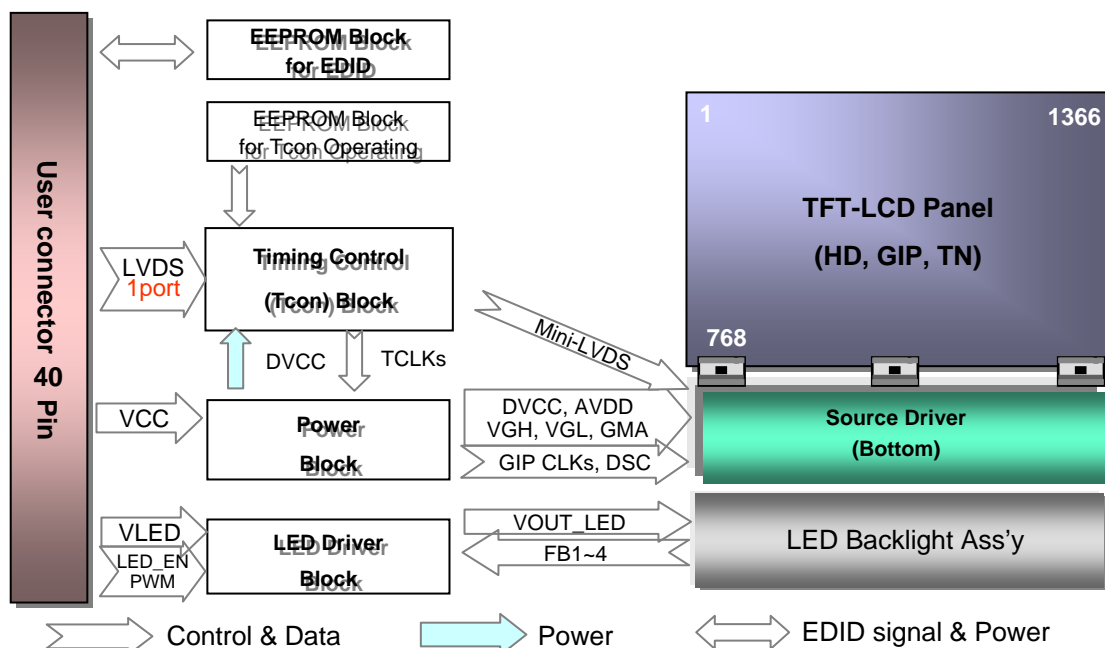 User connector 40 Pin
EEPROM Block
for EDID
EEPROM Block
for Tcon Operating
LVDS
1port
Timing Control
(Tcon) Block
DVCC
TCLKs
Mini-LVDS
VCC
Power
Block
DVCC, AVDD
VGH, VGL, GMA
GIP CLKs, DSC
VLED
LED_EN
PWM
LED Driver
Block
VOUT_LED
FB1~4
1
1366
TFT-LCD Panel
(HD, GIP, TN)
768
Source Driver
(Bottom)
LED Backlight Ass'y
Control & Data
Power
EDID signal & Power